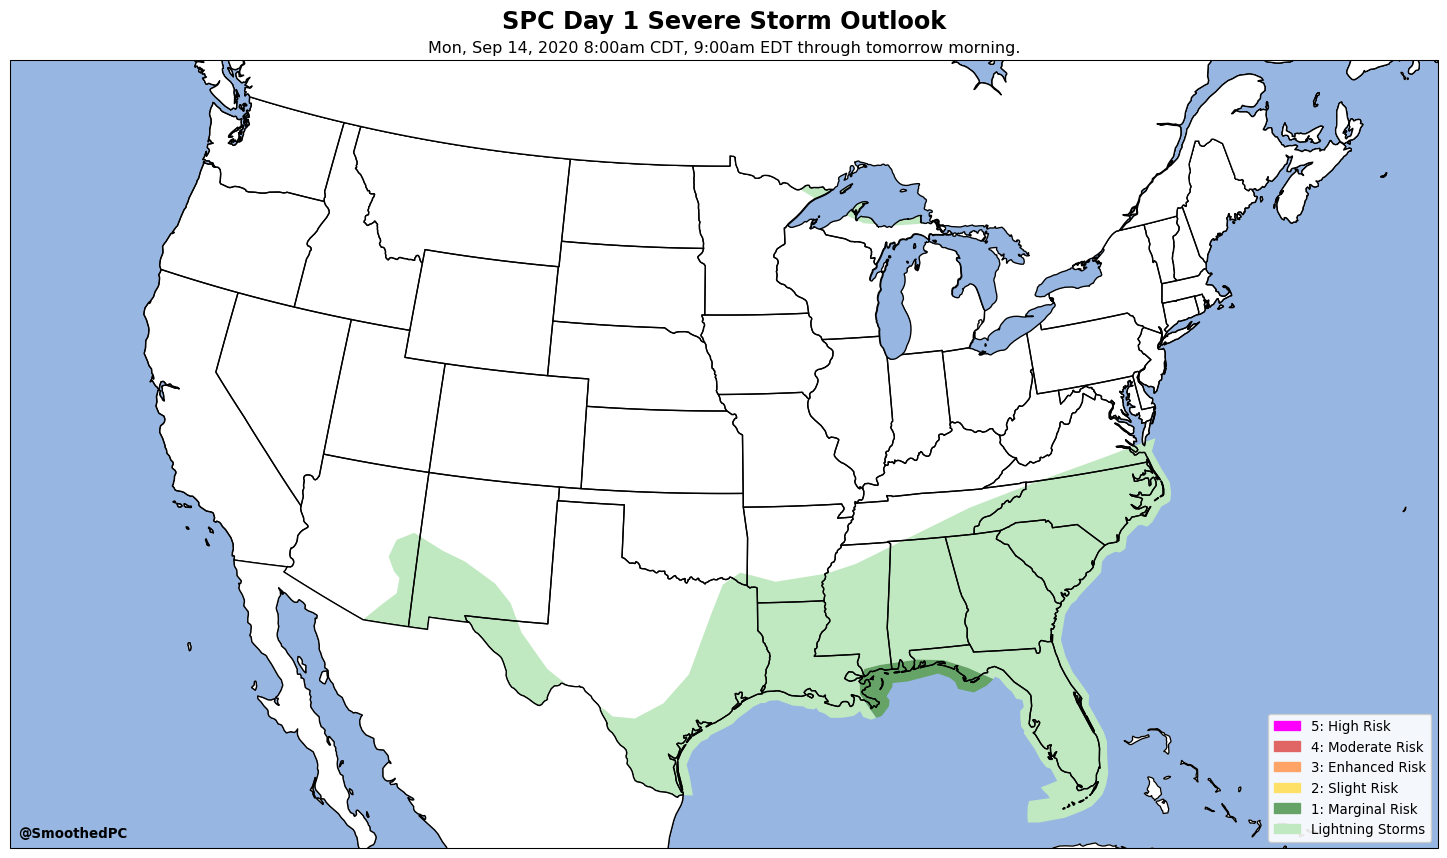 SPC Day 1 Severe Storm Outlook
Mon, Sep 14, 2020 8:00am CDT, 9:00am EDT through tomorrow morning.
5: High Risk
4: Moderate Risk
3: Enhanced Risk
2: Slight Risk
1: Marginal Risk
Lightning Storms
@SmoothedPC